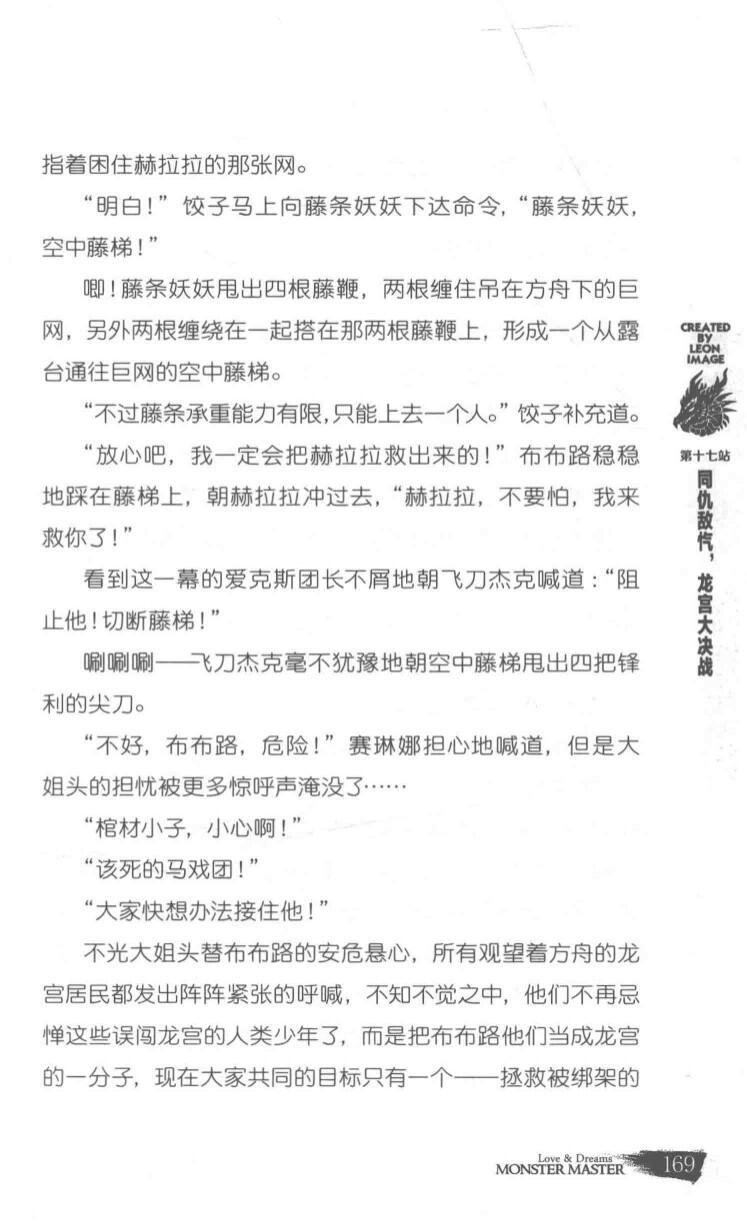 指着困住赫拉拉的那张网。
“明白！”饺子马上向藤条妖妖下达命令，“藤条妖妖，
空中藤梯！”
唧！藤条妖妖甩出四根藤鞭，两根缠住吊在方舟下的巨
网，另外两根缠绕在一起搭在那两根藤鞭上，形成一个从露
台通往巨网的空中藤梯。
“不过藤条承重能力有限，只能上去一个人。”饺子补充道。
“放心吧，我一定会把赫拉拉救出来的！”布布路稳稳
地踩在藤梯上，朝赫拉拉冲过去，“赫拉拉，不要怕，我来
救你了！”
看到这一幕的爱克斯团长不屑地朝飞刀杰克喊道：“阻
止他！切断藤梯！”
唰唰唰——飞刀杰克毫不犹豫地朝空中藤梯甩出四把锋
利的尖刀。
“不好，布布路，危险！”赛琳娜担心地喊道，但是大
姐头的担忧被更多惊呼声淹没了……
“棺材小子，小心啊！”
“该死的马戏团！”
“大家快想办法接住他！”
不光大姐头替布布路的安危悬心，所有观望着方舟的龙
宫居民都发出阵阵紧张的呼喊，不知不觉之中，他们不再忌
惮这些误闯龙宫的人类少年了，而是把布布路他们当成龙宫
的一分子，现在大家共同的目标只有一个——拯救被绑架的
CREATED
BY
LEON
IMAGE
第十七站
同仇敌忾，龙宫大决战
Love & Dreams
MONSTER MASTER
169